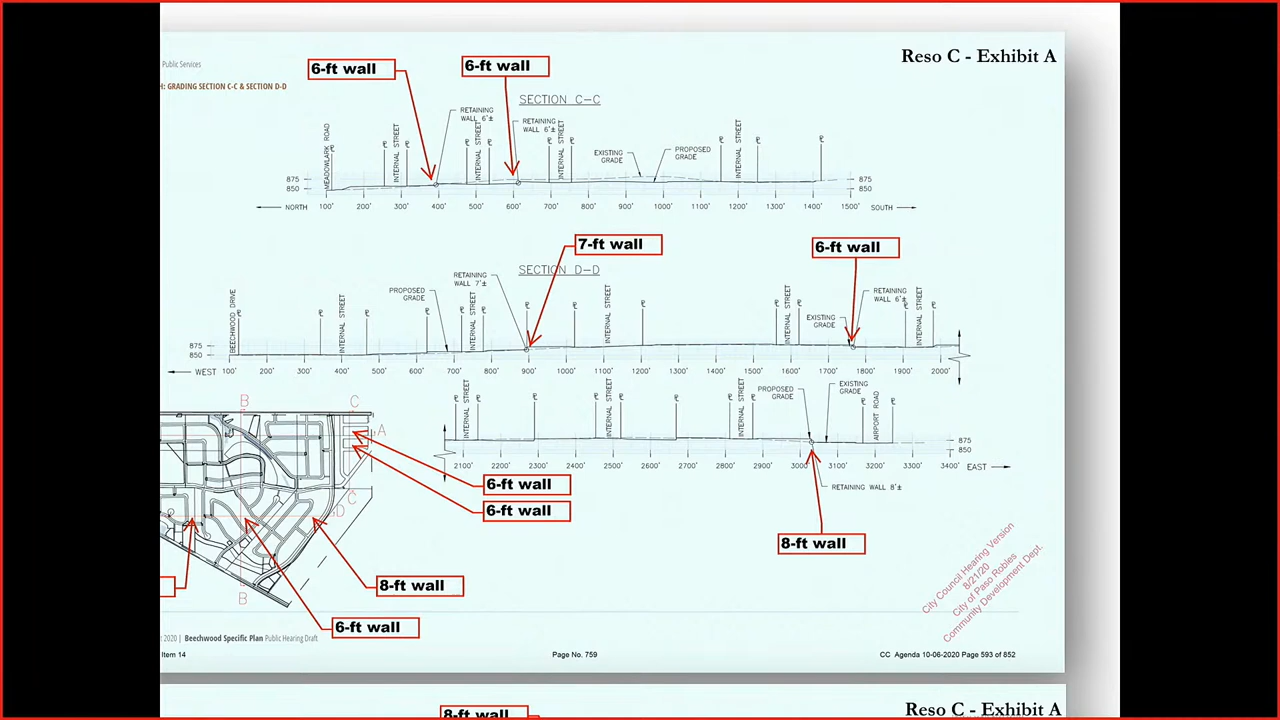 Reso C - Exhibit A
Public Services
H: GRADING SECTION C-C & SECTION D-D
6-ft wall
6-ft wall
SECTION C-C
RETAINING
WALL 6'±
RETAINING
WALL 6'±
MEADOWLARK ROAD
INTERNAL STREET
INTERNAL STREET
INTERNAL STREET
EXISTING
GRADE
PROPOSED
GRADE
INTERNAL STREET
875
850
875
850
NORTH
100' 200' 300' 400' 500' 600' 700' 800' 900' 1000' 1100' 1200' 1300' 1400' 1500'
SOUTH
7-ft wall
6-ft wall
SECTION D-D
RETAINING
WALL 7'±
PROPOSED
GRADE
RETAINING
WALL 6'±
EXISTING
GRADE
BEECHWOOD DRIVE
INTERNAL STREET
INTERNAL STREET
INTERNAL STREET
INTERNAL STREET
INTERNAL STREET
875
850
875
850
WEST
100' 200' 300' 400' 500' 600' 700' 800' 900' 1000' 1100' 1200' 1300' 1400' 1500' 1600' 1700' 1800' 1900' 2000'
INTERNAL STREET
INTERNAL STREET
INTERNAL STREET
PROPOSED
GRADE
EXISTING
GRADE
AIRPORT ROAD
875
850
2100' 2200' 2300' 2400' 2500' 2600' 2700' 2800' 2900' 3000' 3100' 3200' 3300' 3400'
EAST
RETAINING WALL 8'±
8-ft wall
B
C
A
C
D
B
6-ft wall
6-ft wall
8-ft wall
6-ft wall
City Council Hearing Version
8/21/20
City of Paso Robles
Community Development Dept.
2020 | Beechwood Specific Plan Public Hearing Draft
Item 14
Page No. 759
CC Agenda 10-06-2020 Page 593 of 852
8-ft wall
Reso C - Exhibit A